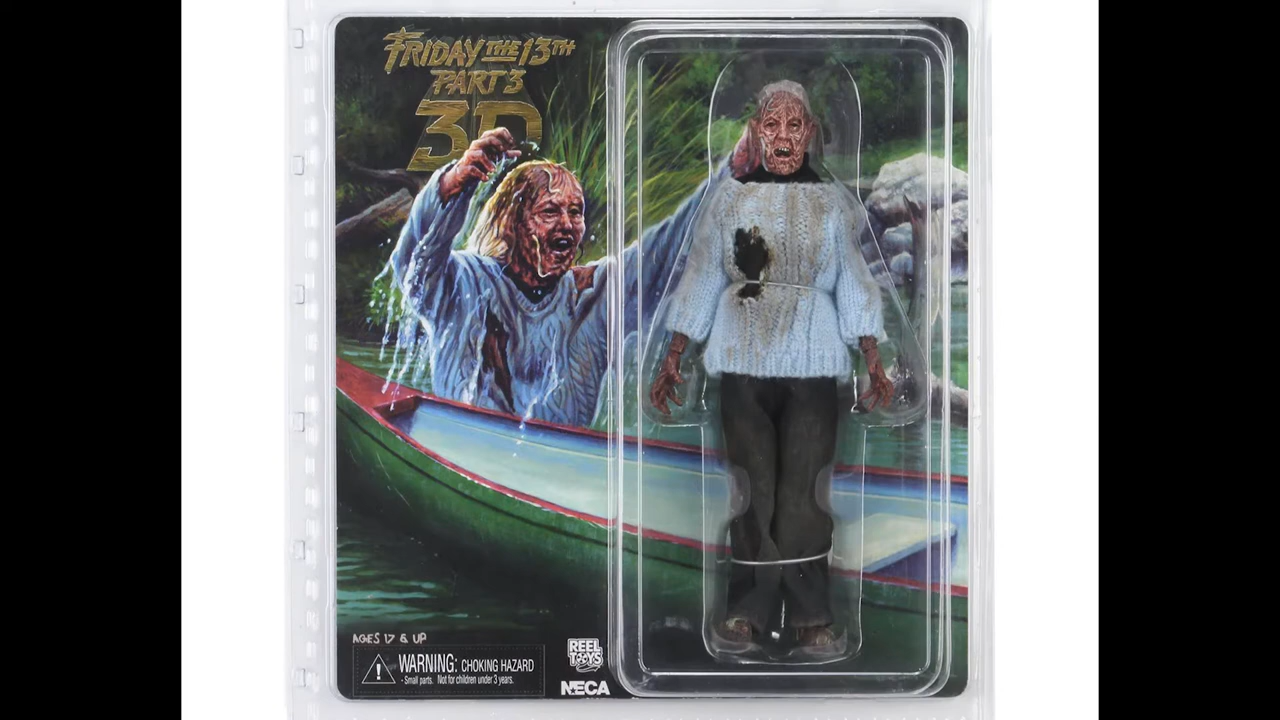 FRIDAY THE 13TH
PART 3
3D
AGES 17 & UP
WARNING: CHOKING HAZARD
- Small parts. Not for children under 3 years.
REEL
TOYS
NECA